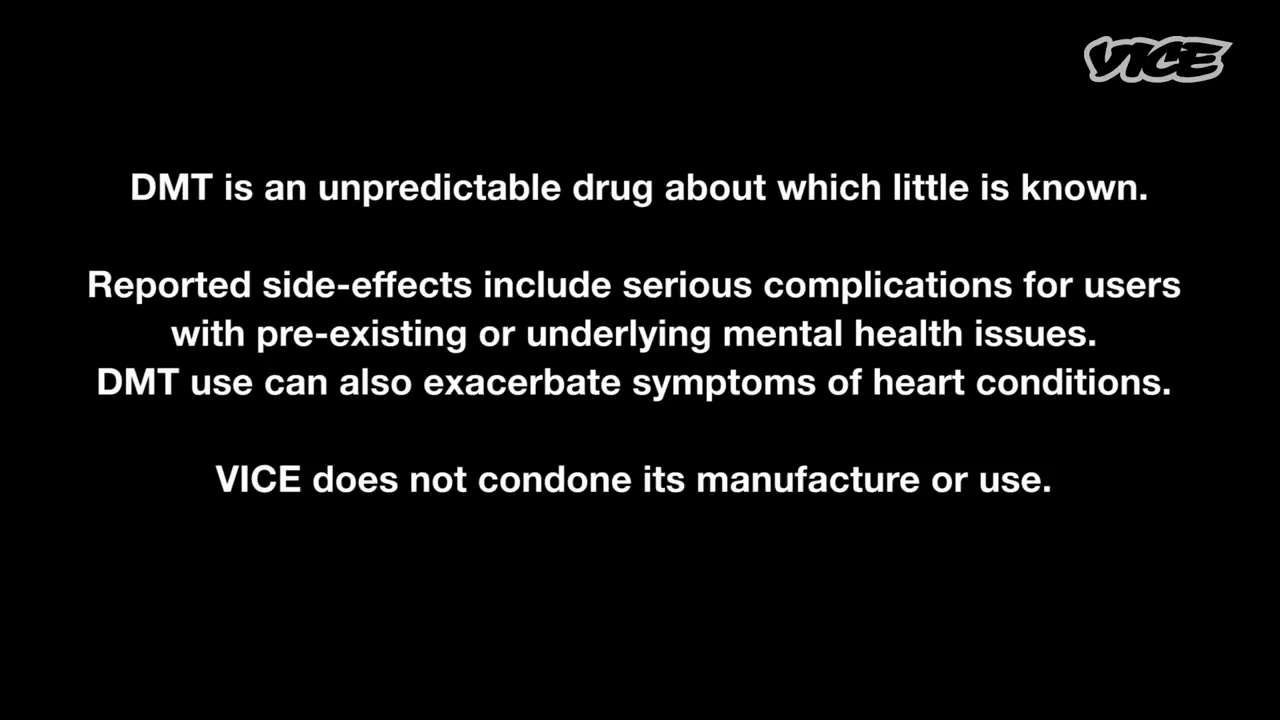 VICE
DMT is an unpredictable drug about which little is known.
Reported side-effects include serious complications for users
with pre-existing or underlying mental health issues.
DMT use can also exacerbate symptoms of heart conditions.
VICE does not condone its manufacture or use.